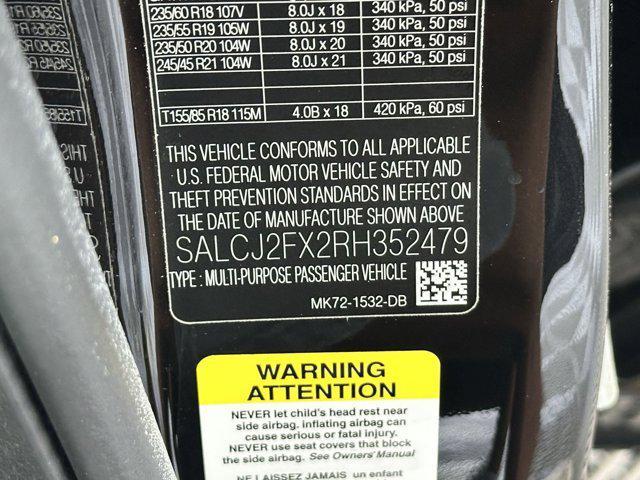 235/60 R18 107V 8.0J x 18 340 kPa, 50 psi
235/55 R19 105W 8.0J x 19 340 kPa, 50 psi
235/50 R20 104W 8.0J x 20 340 kPa, 50 psi
245/45 R21 104W 8.0J x 21 340 kPa, 50 psi
T155/85 R18 115M 4.0B x 18 420 kPa, 60 psi
THIS VEHICLE CONFORMS TO ALL APPLICABLE
U.S. FEDERAL MOTOR VEHICLE SAFETY AND
THEFT PREVENTION STANDARDS IN EFFECT ON
THE DATE OF MANUFACTURE SHOWN ABOVE
SALCJ2FX2RH352479
TYPE : MULTI-PURPOSE PASSENGER VEHICLE
MK72-1532-DB
WARNING
ATTENTION
NEVER let child's head rest near
side airbag. inflating airbag can
cause serious or fatal injury.
NEVER use seat covers that block
the side airbag. See Owners' Manual
NE LAISSEZ JAMAIS un enfant